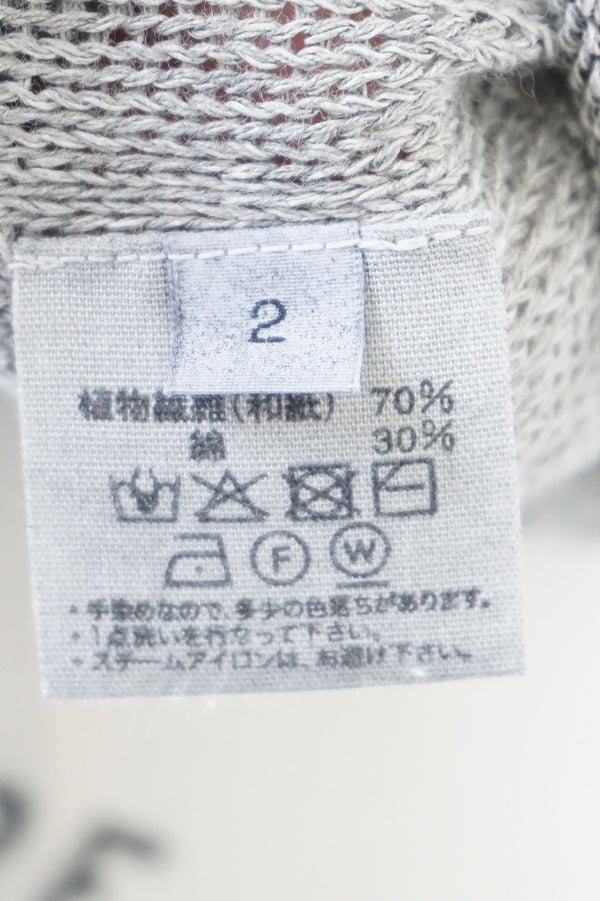 2
植物繊維(和紙) 70%
綿 30%
F W
・手染めなので、多少の色落ちがあります。
・1点洗いを行なって下さい。
・スチームアイロンは、お避け下さい。